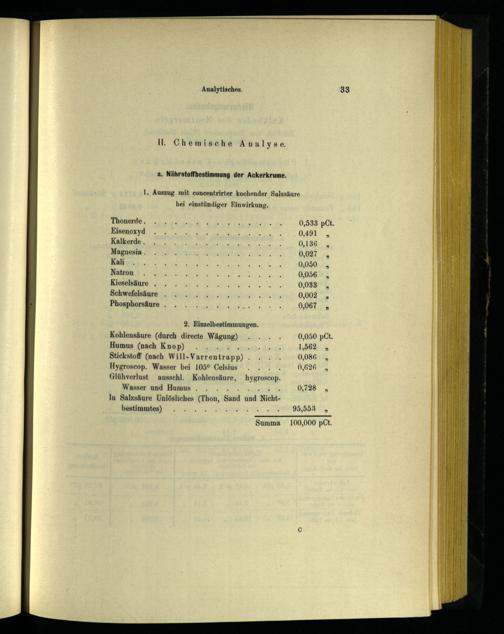 Analytisches. 33
II. Chemische Analyse.
a. Nährstoffbestimmung der Ackerkrume.
1. Auszug mit concentrirter kochender Salzsäure
bei einstündiger Einwirkung.
Thonerde . . . . . . . . . . . . 0,533 pCt.
Eisenoxyd . . . . . . . . . . . 0,491 „
Kalkerde . . . . . . . . . . . . 0,136 „
Magnesia . . . . . . . . . . . . 0,027 „
Kali . . . . . . . . . . . . . 0,050 „
Natron . . . . . . . . . . . . 0,056 „
Kieselsäure . . . . . . . . . . . 0,033 „
Schwefelsäure . . . . . . . . . . 0,002 „
Phosphorsäure . . . . . . . . . . 0,067 „
2. Einzelbestimmungen.
Kohlensäure (durch directe Wägung) . . . . 0,050 pCt.
Humus (nach Knop) . . . . . . . . 1,562 „
Stickstoff (nach Will-Varrentrapp) . . . . 0,086 „
Hygroscop. Wasser bei 105° Celsius . . . . 0,626 „
Glühverlust ausschl. Kohlensäure, hygroscop.
Wasser und Humus . . . . . . . . 0,728 „
In Salzsäure Unlösliches (Thon, Sand und Nicht-
bestimmtes) . . . . . . . . . . 95,553 „
Summa 100,000 pCt.
C